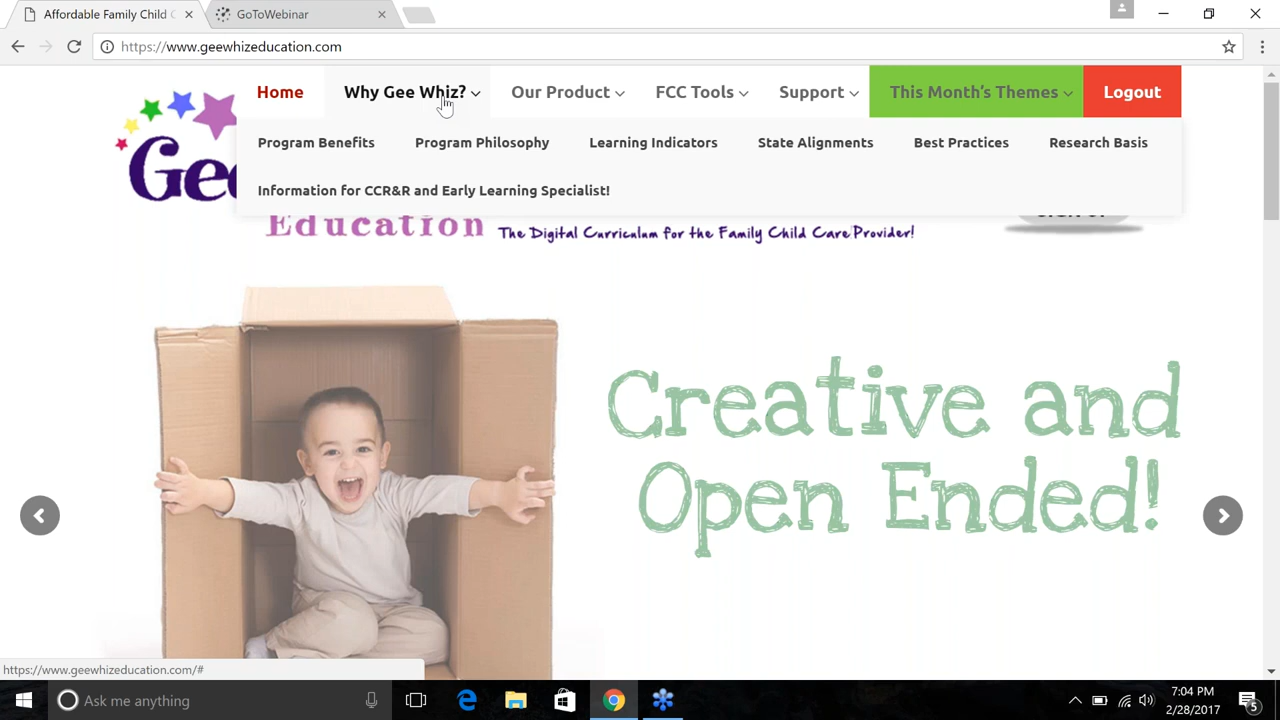 Affordable Family Child C
GoToWebinar
https://www.geewhizeducation.com
Home
Why Gee Whiz?
Our Product
FCC Tools
Support
This Month's Themes
Logout
Program Benefits
Program Philosophy
Learning Indicators
State Alignments
Best Practices
Research Basis
Information for CCR&R and Early Learning Specialist!
Gee
Education
The Digital Curriculum for the Family Child Care Provider!
Creative and
Open Ended!
https://www.geewhizeducation.com/#
Ask me anything
7:04 PM
2/28/2017
5